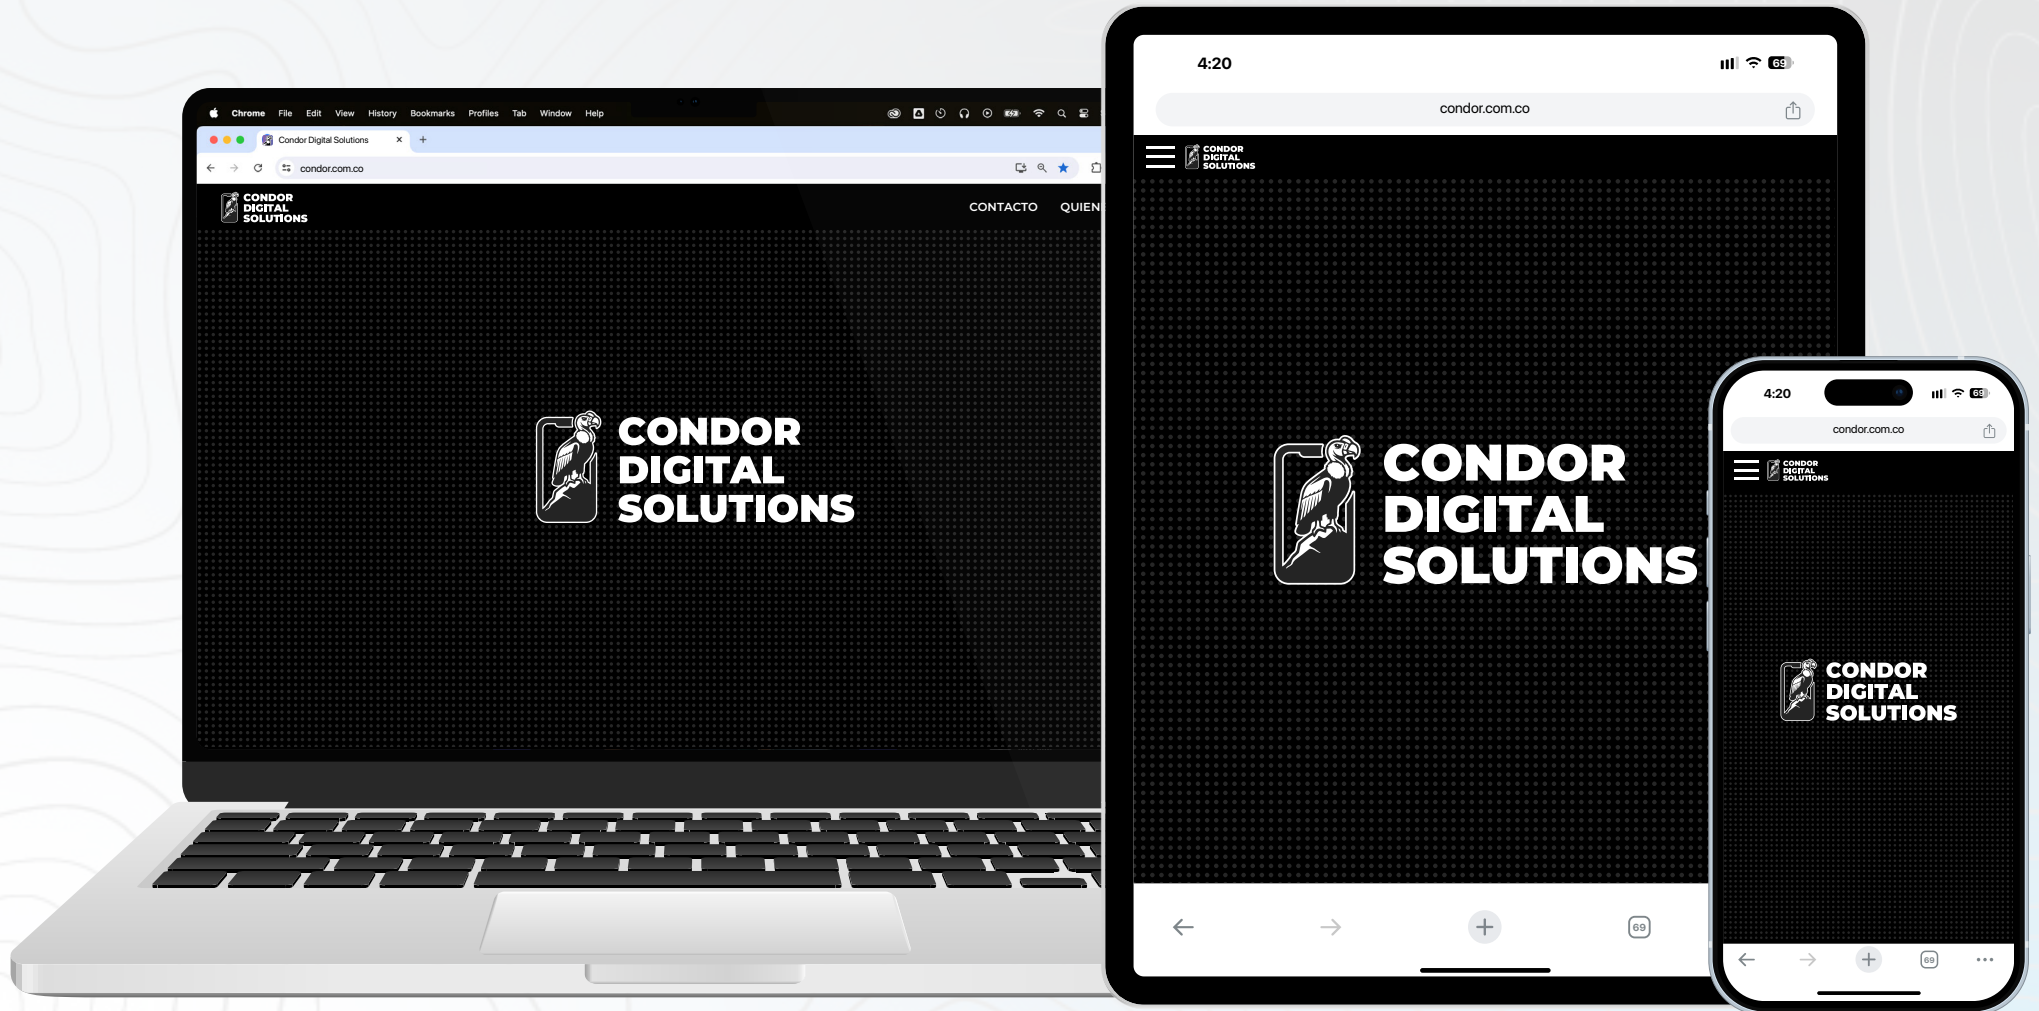 Chrome File Edit View History Bookmarks Profiles Tab Window Help
Condor Digital Solutions
condor.com.co
CONDOR
DIGITAL
SOLUTIONS
CONTACTO QUIEN
CONDOR
DIGITAL
SOLUTIONS
4:20 69
condor.com.co
CONDOR
DIGITAL
SOLUTIONS
CONDOR
DIGITAL
SOLUTIONS
69
4:20 69
condor.com.co
CONDOR
DIGITAL
SOLUTIONS
CONDOR
DIGITAL
SOLUTIONS
69